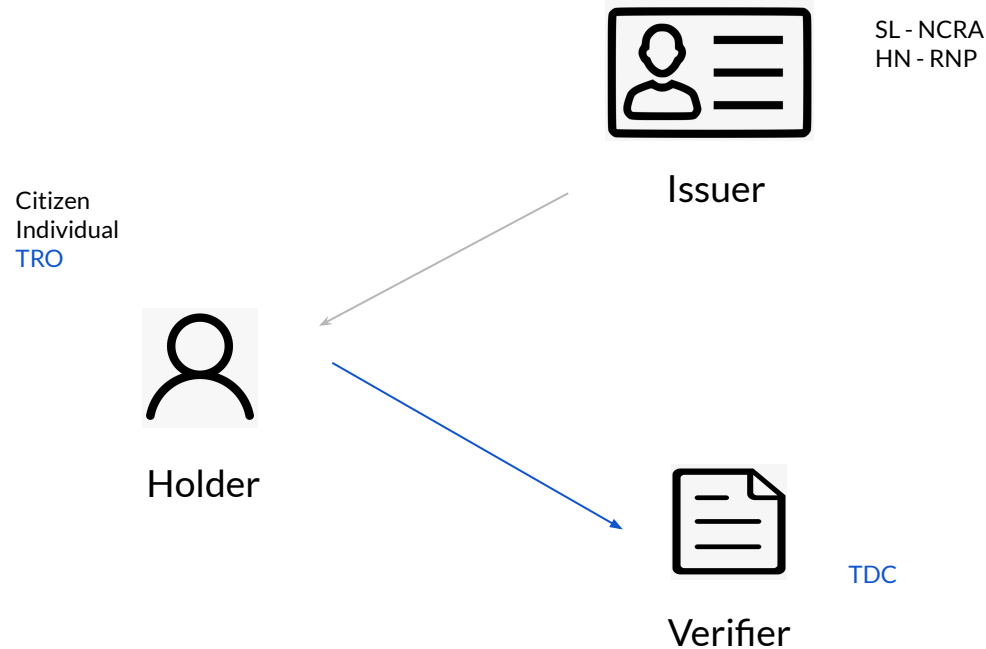 SL - NCRA
HN - RNP
Issuer
Citizen
Individual
TRO
Holder
TDC
Verifier